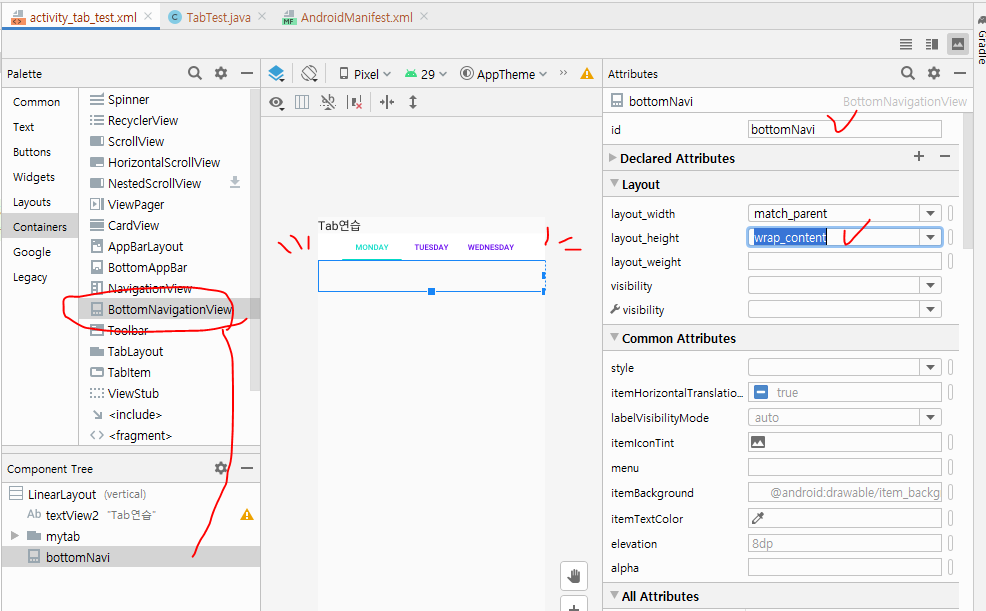 activity_tab_test.xml
TabTest.java
AndroidManifest.xml
Gradle
Palette
Pixel
29
AppTheme
Attributes
Common
Text
Buttons
Widgets
Layouts
Containers
Google
Legacy
Spinner
RecyclerView
ScrollView
HorizontalScrollView
NestedScrollView
ViewPager
CardView
AppBarLayout
BottomAppBar
NavigationView
BottomNavigationView
Toolbar
TabLayout
TabItem
ViewStub
<include>
<fragment>
Component Tree
LinearLayout (vertical)
Ab textView2 "Tab연습"
mytab
bottomNavi
Tab연습
MONDAY TUESDAY WEDNESDAY
bottomNavi BottomNavigationView
id bottomNavi
Declared Attributes
Layout
layout_width match_parent
layout_height wrap_content
layout_weight
visibility
visibility
Common Attributes
style
itemHorizontalTranslatio... true
labelVisibilityMode auto
itemIconTint
menu
itemBackground @android:drawable/item_backg
itemTextColor
elevation 8dp
alpha
All Attributes